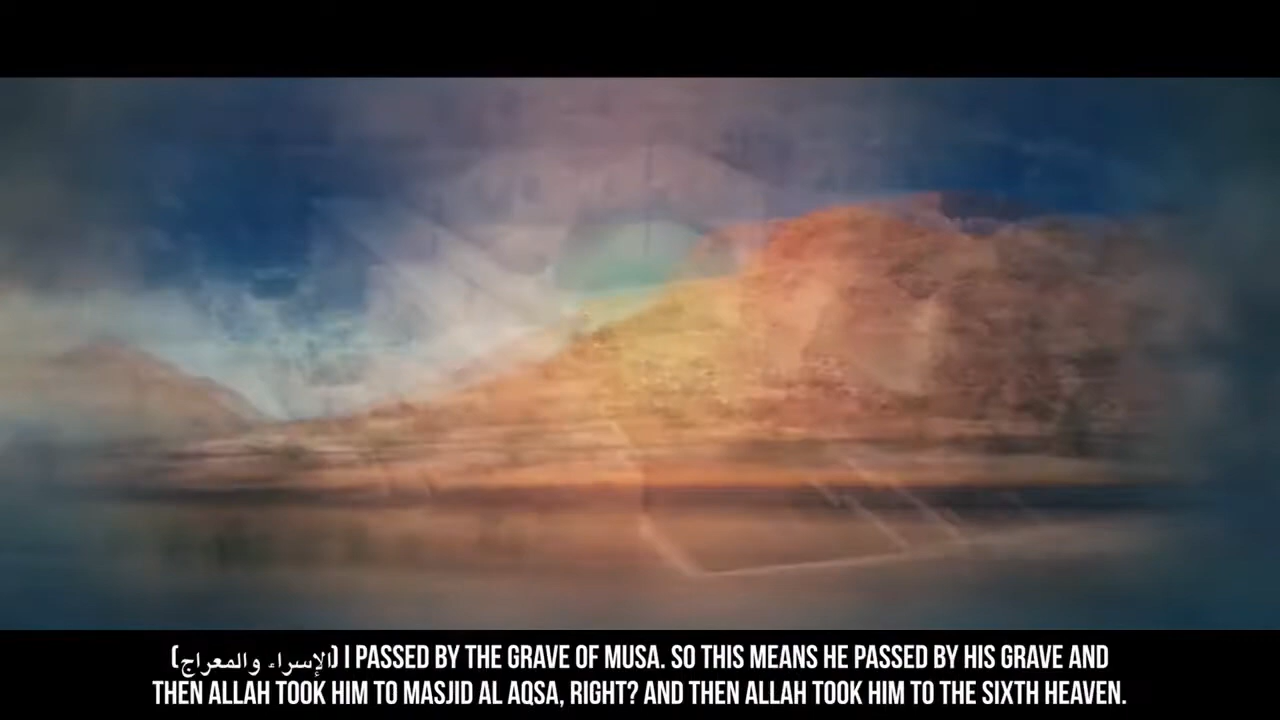 (الإسراء والمعراج) I PASSED BY THE GRAVE OF MUSA. SO THIS MEANS HE PASSED BY HIS GRAVE AND
THEN ALLAH TOOK HIM TO MASJID AL AQSA, RIGHT? AND THEN ALLAH TOOK HIM TO THE SIXTH HEAVEN.